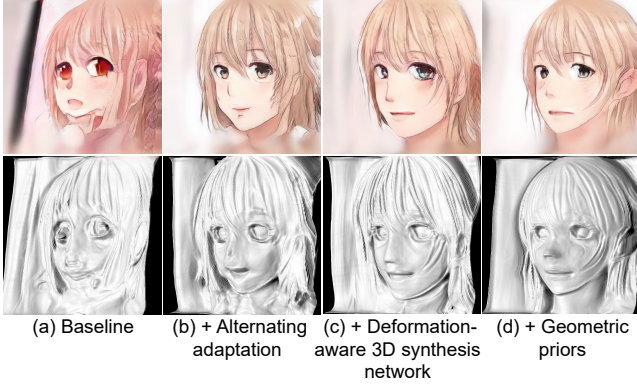 (a) Baseline
(b) + Alternating
adaptation
(c) + Deformation-
aware 3D synthesis
network
(d) + Geometric
priors